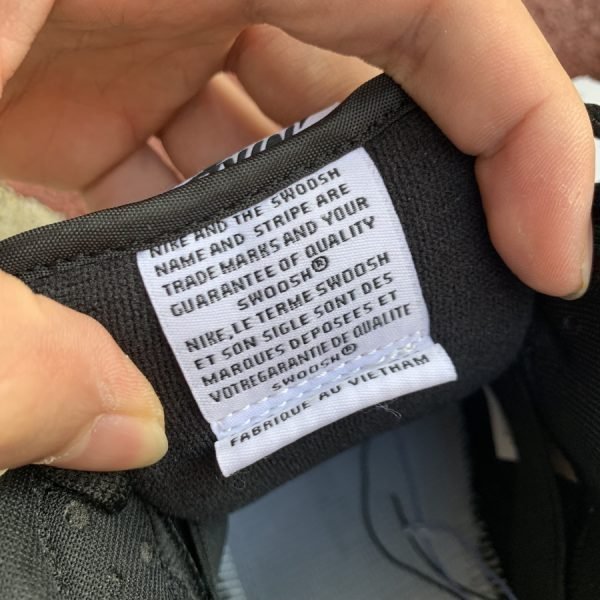 NIKE AND THE SWOOSH
NAME AND STRIPE ARE
TRADE MARKS AND YOUR
GUARANTEE OF QUALITY
SWOOSH®
NIKE, LE TERME SWOOSH
ET SON SIGLE SONT DES
MARQUES DEPOSEES ET
VOTREGARANTIE DE QUALITE
SWOOSH®
FABRIQUE AU VIETHAM